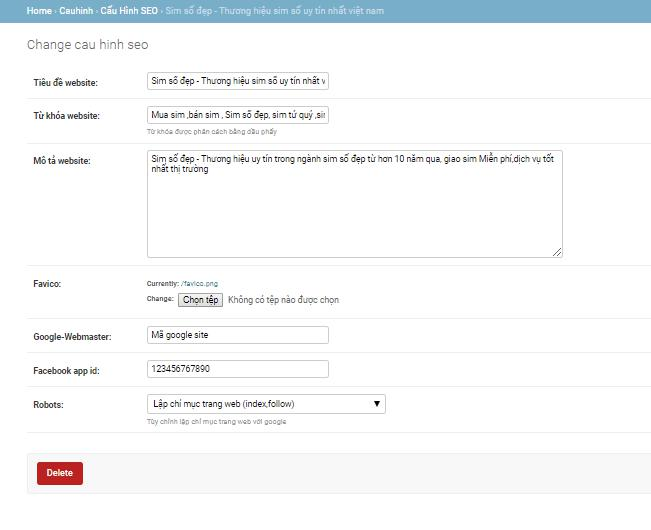 Home › Cauhinh › Cấu Hình SEO › Sim số đẹp - Thương hiệu sim số uy tín nhất việt nam
Change cau hinh seo
Tiêu đề website: Sim số đẹp - Thương hiệu sim số uy tín nhất v
Từ khóa website: Mua sim ,bán sim , Sim số đẹp, sim tứ quý ,sin
Từ khóa được phân cách bằng dấu phẩy
Mô tả website: Sim số đẹp - Thương hiệu uy tín trong ngành sim số đẹp từ hơn 10 năm qua, giao sim Miễn phí,dịch vụ tốt
nhất thị trường
Favico: Currently: /favico.png
Change: Chọn tệp Không có tệp nào được chọn
Google-Webmaster: Mã google site
Facebook app id: 123456767890
Robots: Lập chỉ mục trang web (index,follow)
Tùy chỉnh lập chỉ mục trang web với google
Delete